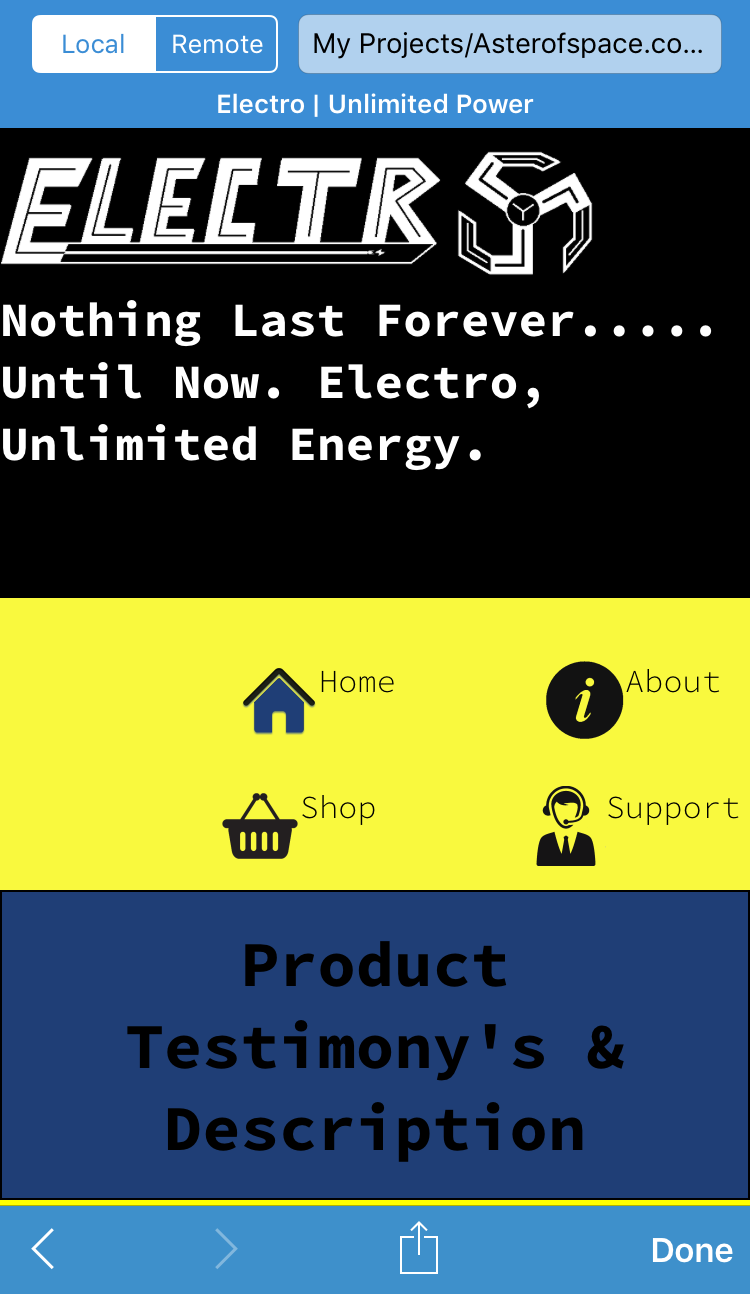 Local Remote My Projects/Asterofspace.co...
Electro | Unlimited Power
ELECTR
Nothing Last Forever.....
Until Now. Electro,
Unlimited Energy.
Home About
Shop Support
Product
Testimony's &
Description
Done